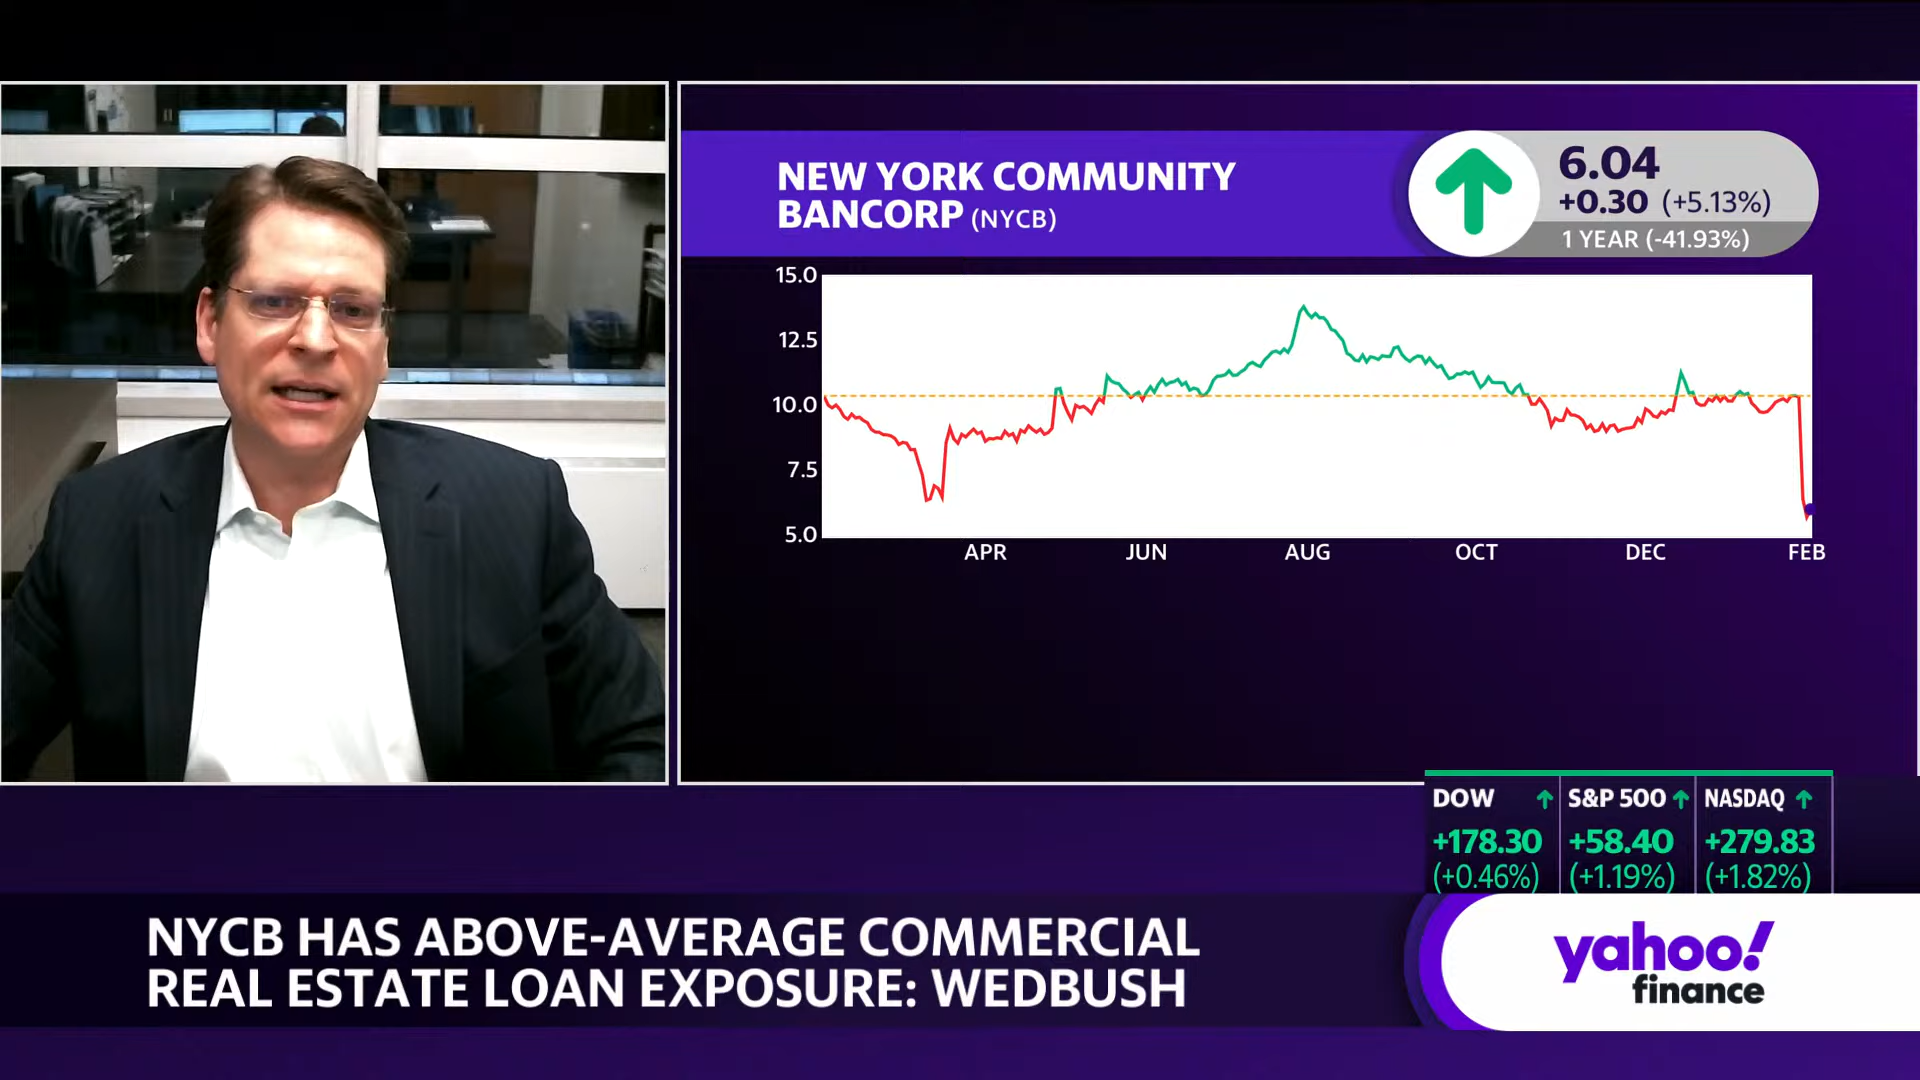 NEW YORK COMMUNITY
BANCORP (NYCB)
6.04
+0.30 (+5.13%)
1 YEAR (-41.93%)
15.0
12.5
10.0
7.5
5.0
APR JUN AUG OCT DEC FEB
DOW S&P 500 NASDAQ
+178.30 +58.40 +279.83
(+0.46%) (+1.19%) (+1.82%)
NYCB HAS ABOVE-AVERAGE COMMERCIAL
REAL ESTATE LOAN EXPOSURE: WEDBUSH
yahoo!
finance